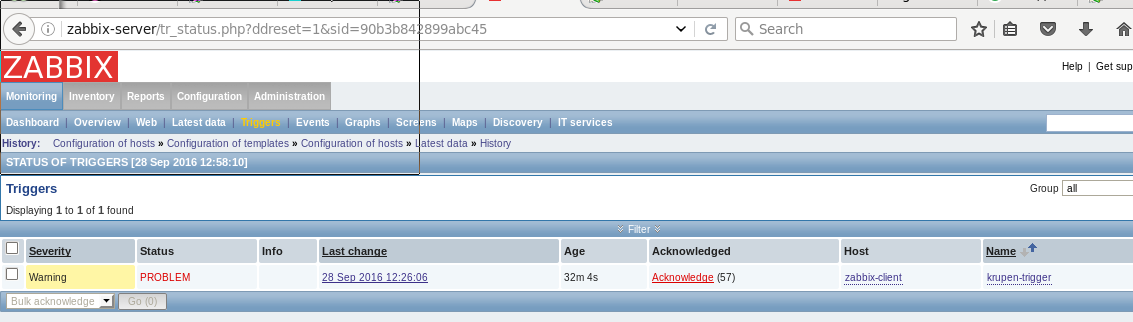 zabbix-server/tr_status.php?ddreset=1&sid=90b3b842899abc45 Search
ZABBIX Help | Get sup
Monitoring Inventory Reports Configuration Administration
Dashboard | Overview | Web | Latest data | Triggers | Events | Graphs | Screens | Maps | Discovery | IT services
History: Configuration of hosts » Configuration of templates » Configuration of hosts » Latest data » History
STATUS OF TRIGGERS [28 Sep 2016 12:58:10]
Triggers Group all
Displaying 1 to 1 of 1 found
Filter
Severity Status Info Last change Age Acknowledged Host Name
Warning PROBLEM 28 Sep 2016 12:26:06 32m 4s Acknowledge (57) zabbix-client krupen-trigger
Bulk acknowledge Go (0)